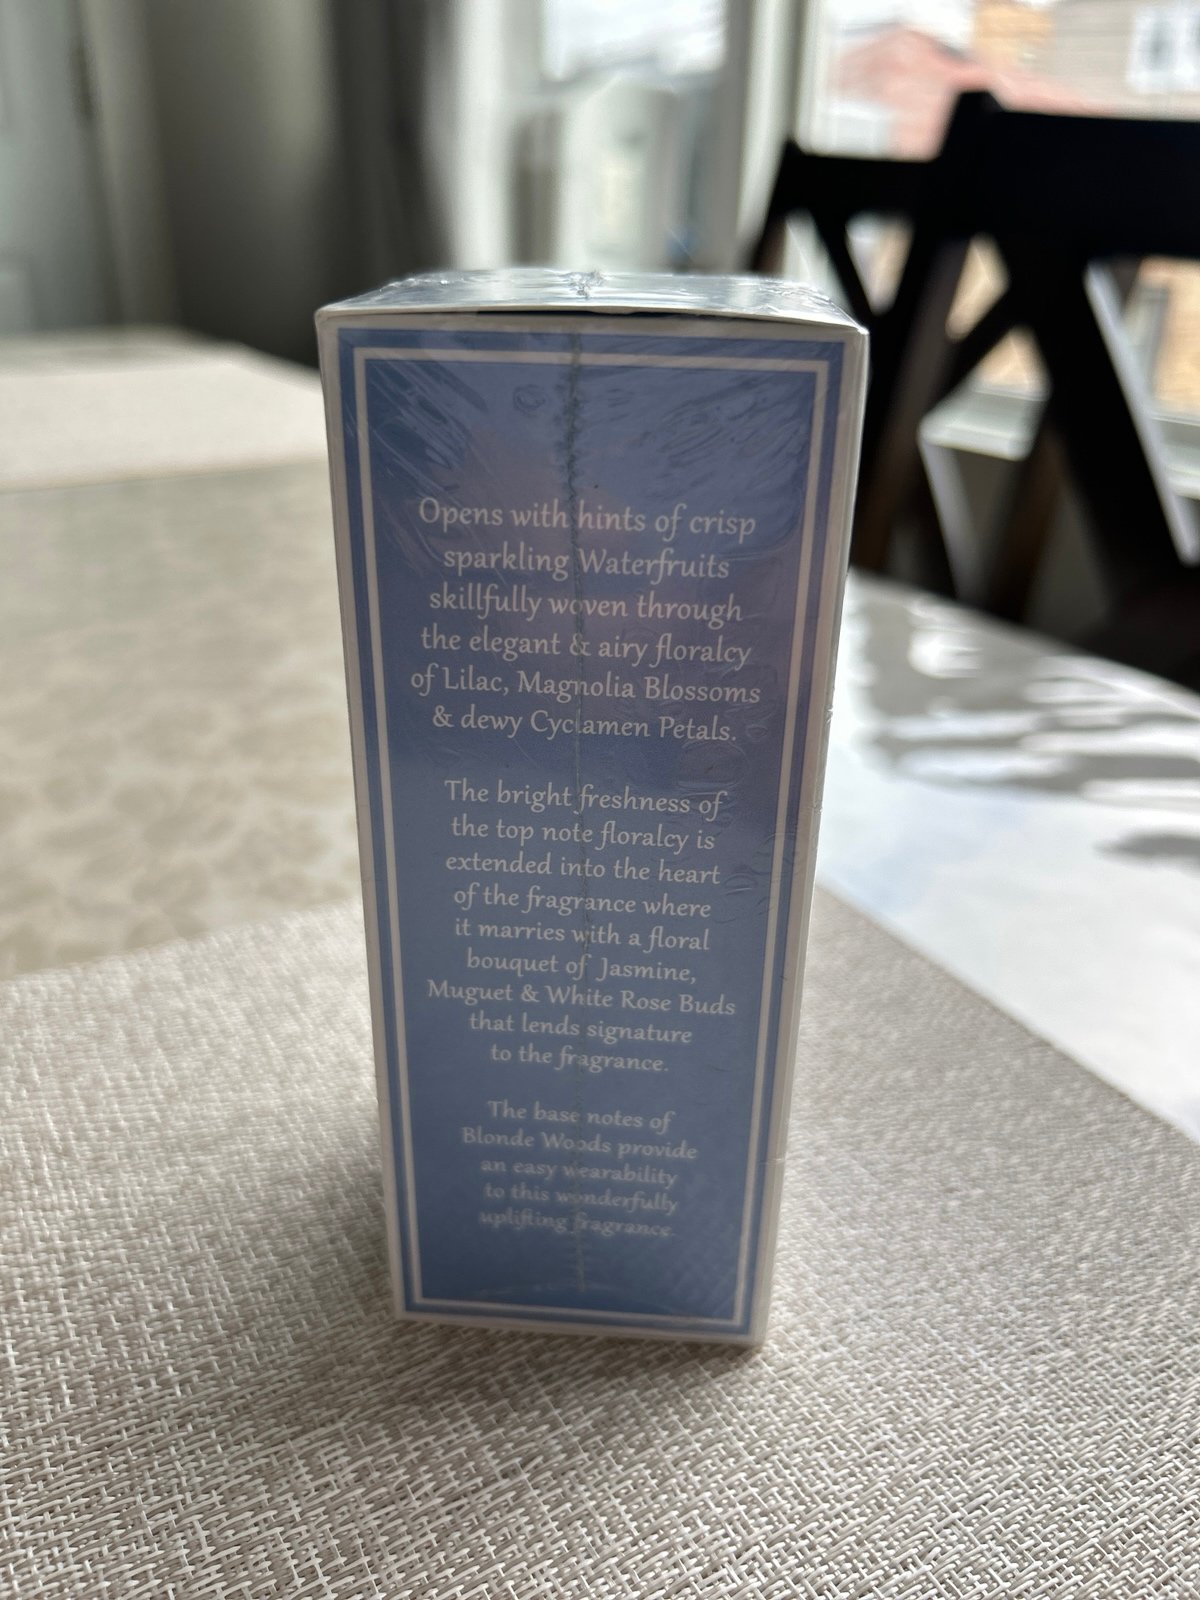 Opens with hints of crisp
sparkling Waterfruits
skillfully woven through
the elegant & airy floralcy
of Lilac, Magnolia Blossoms
& dewy Cyclamen Petals.
The bright freshness of
the top note floralcy is
extended into the heart
of the fragrance where
it marries with a floral
bouquet of Jasmine,
Muguet & White Rose Buds
that lends signature
to the fragrance.
The base notes of
Blonde Woods provide
an easy wearability
to this wonderfully
uplifting fragrance.